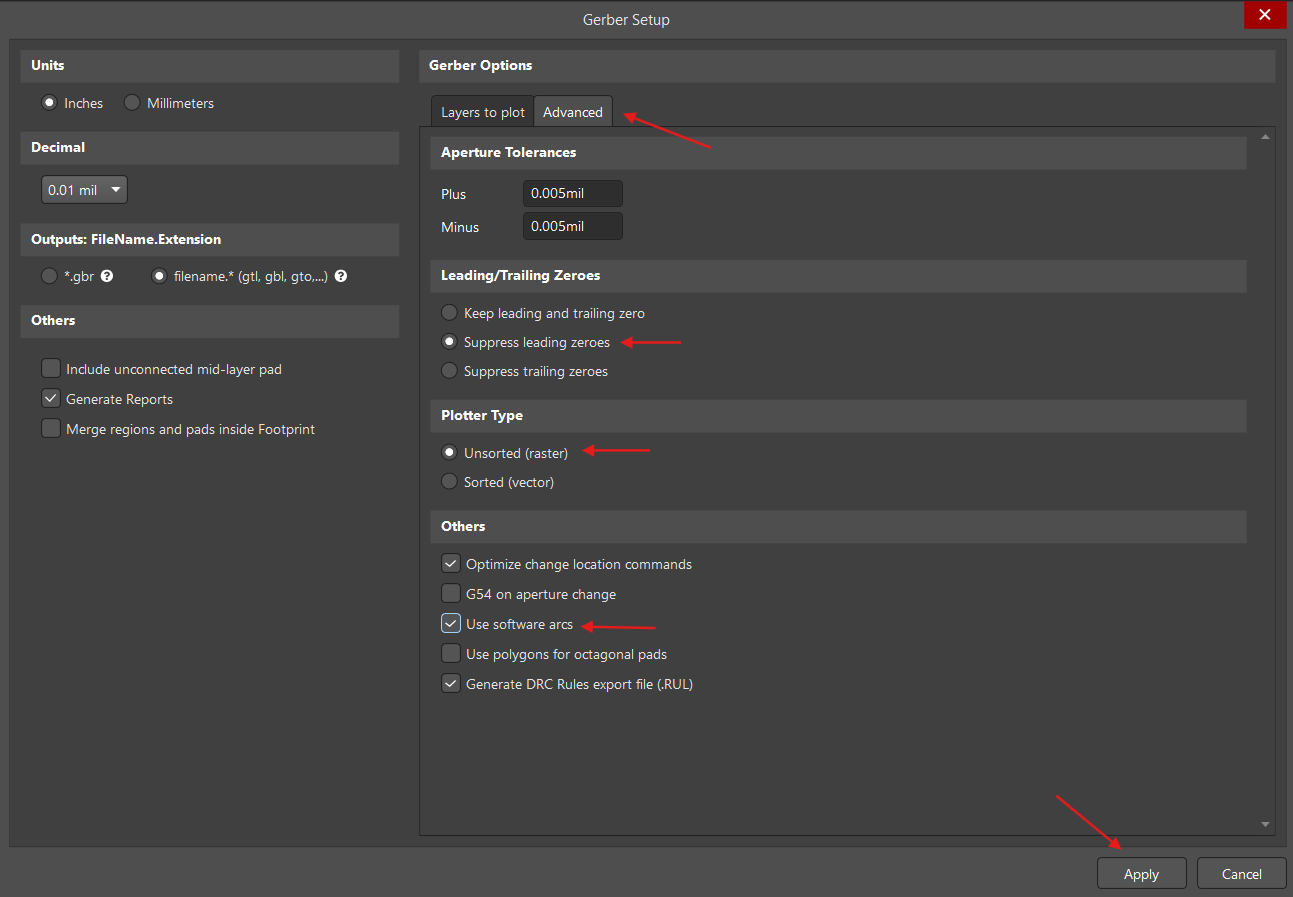 Gerber Setup
Units
Inches Millimeters
Decimal
0.01 mil
Outputs: FileName.Extension
*.gbr ? filename.* (gtl, gbl, gto,...) ?
Others
Include unconnected mid-layer pad
Generate Reports
Merge regions and pads inside Footprint
Gerber Options
Layers to plot Advanced
Aperture Tolerances
Plus 0.005mil
Minus 0.005mil
Leading/Trailing Zeroes
Keep leading and trailing zero
Suppress leading zeroes
Suppress trailing zeroes
Plotter Type
Unsorted (raster)
Sorted (vector)
Others
Optimize change location commands
G54 on aperture change
Use software arcs
Use polygons for octagonal pads
Generate DRC Rules export file (.RUL)
Apply Cancel